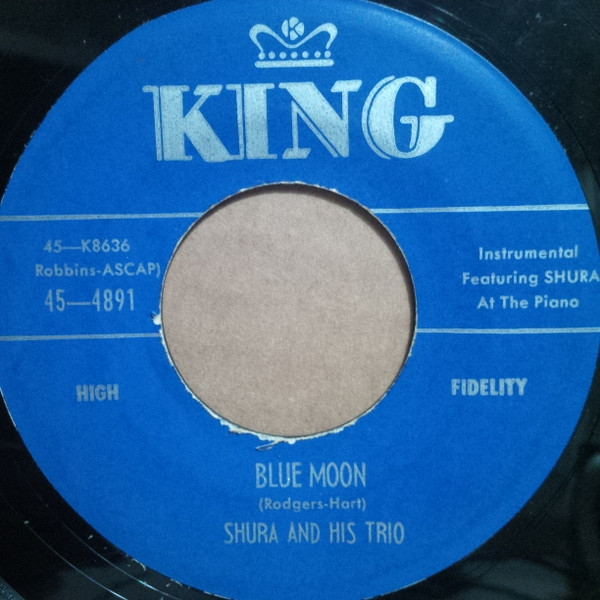 K
KING
45—K8636
Robbins-ASCAP)
45—4891
Instrumental
Featuring SHURA
At The Piano
HIGH
FIDELITY
BLUE MOON
(Rodgers-Hart)
SHURA AND HIS TRIO